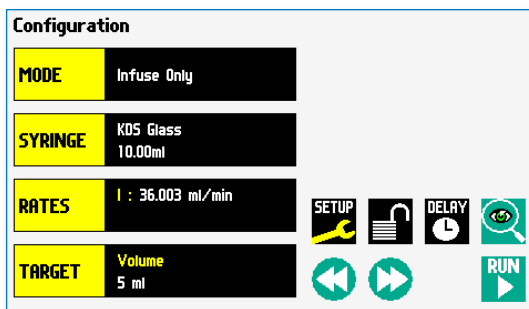 Configuration
MODE
Infuse Only
SYRINGE
KDS Glass
10.00ml
RATES
I : 36.003 ml/min
TARGET
Volume
5 ml
SETUP
DELAY
RUN